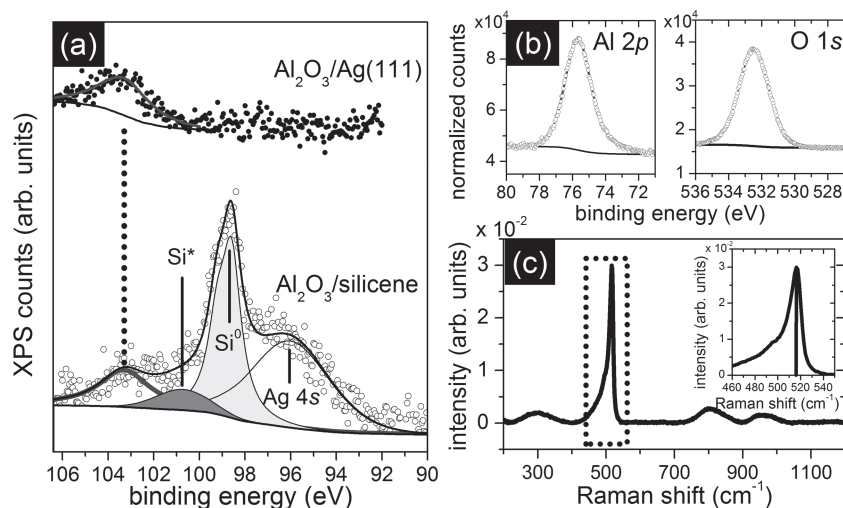 (a)
Al₂O₃/Ag(111)
Si*
Al₂O₃/silicene
Si⁰
Ag 4s
XPS counts (arb. units)
106 104 102 100 98 96 94 92 90
binding energy (eV)
(b)
x10⁴
Al 2p
8
6
4
normalized counts
80 78 76 74 72
x 10⁴
O 1s
4
3
2
1
536 534 532 530 528
binding energy (eV)
(c)
x 10⁻²
4
3
2
1
0
intensity (arb. units)
300 500 700 900 1100
Raman shift (cm⁻¹)
x 10⁻²
3
2
1
0
intensity (arb. units)
460 480 500 520 540
Raman shift (cm⁻¹)